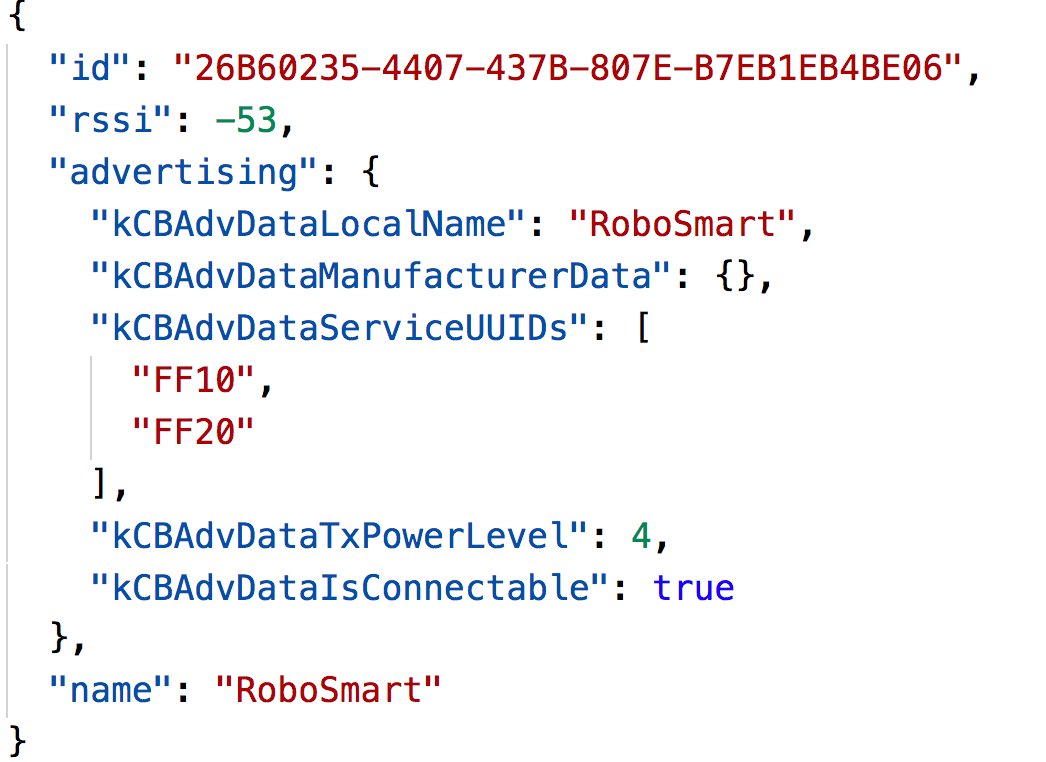 {
  "id": "26B60235-4407-437B-807E-B7EB1EB4BE06",
  "rssi": -53,
  "advertising": {
    "kCBAdvDataLocalName": "RoboSmart",
    "kCBAdvDataManufacturerData": {},
    "kCBAdvDataServiceUUIDs": [
      "FF10",
      "FF20"
    ],
    "kCBAdvDataTxPowerLevel": 4,
    "kCBAdvDataIsConnectable": true
  },
  "name": "RoboSmart"
}